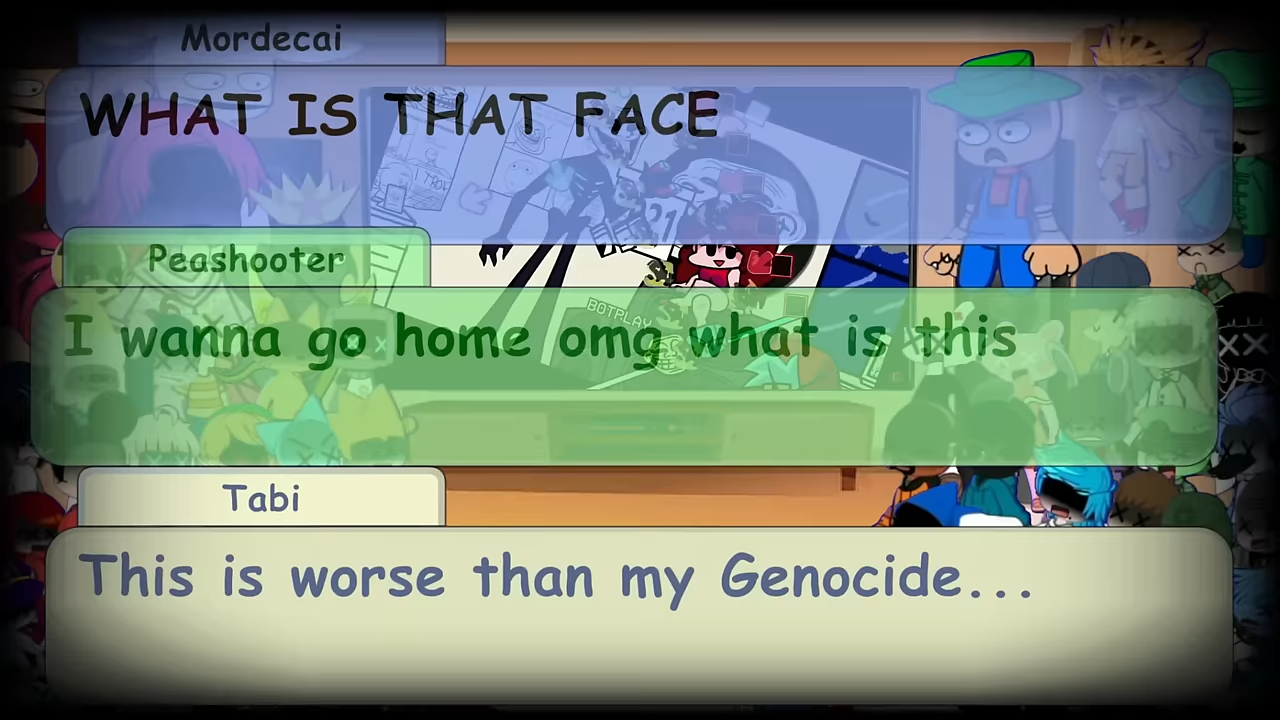 Mordecai
WHAT IS THAT FACE
Peashooter
BOTPLAY
I wanna go home omg what is this
Tabi
This is worse than my Genocide...